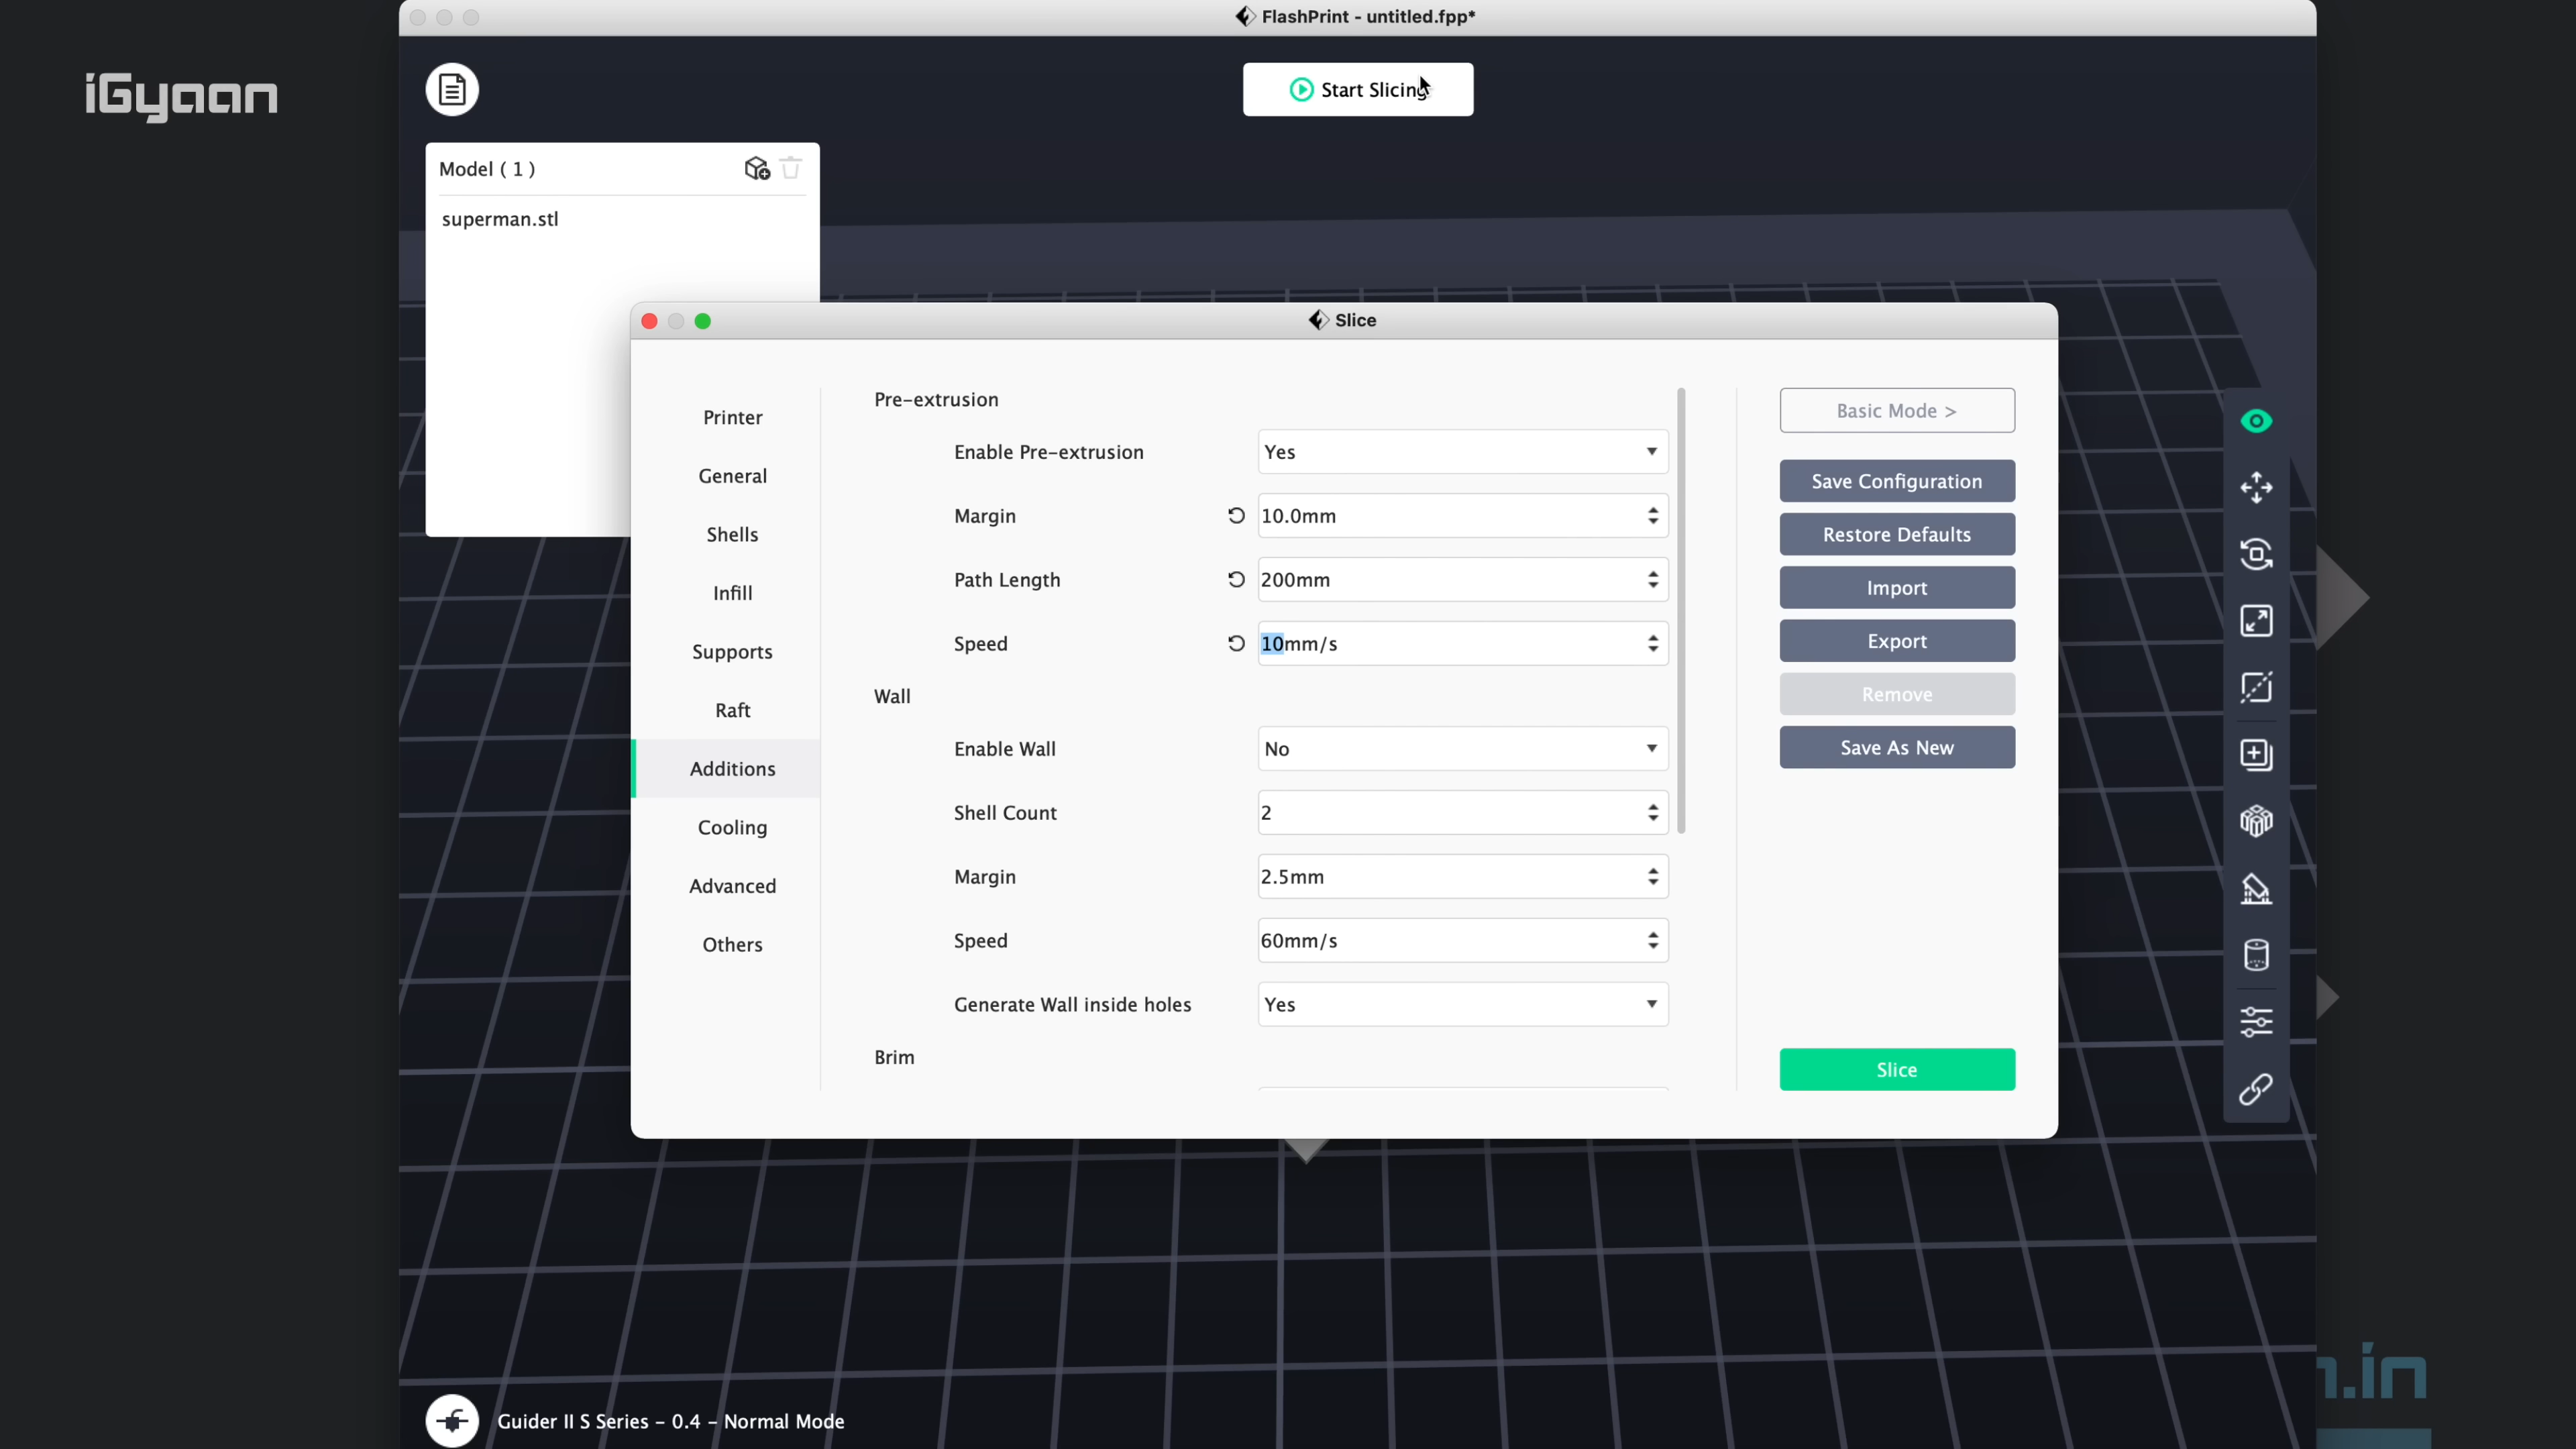 FlashPrint - untitled.fpp*
iGyaan
Start Slicing
Model ( 1 )
superman.stl
Slice
Printer
General
Shells
Infill
Supports
Raft
Additions
Cooling
Advanced
Others
Pre-extrusion
Enable Pre-extrusion Yes
Margin 10.0mm
Path Length 200mm
Speed 10mm/s
Wall
Enable Wall No
Shell Count 2
Margin 2.5mm
Speed 60mm/s
Generate Wall inside holes Yes
Brim
Basic Mode >
Save Configuration
Restore Defaults
Import
Export
Remove
Save As New
Slice
Guider II S Series - 0.4 - Normal Mode
.in